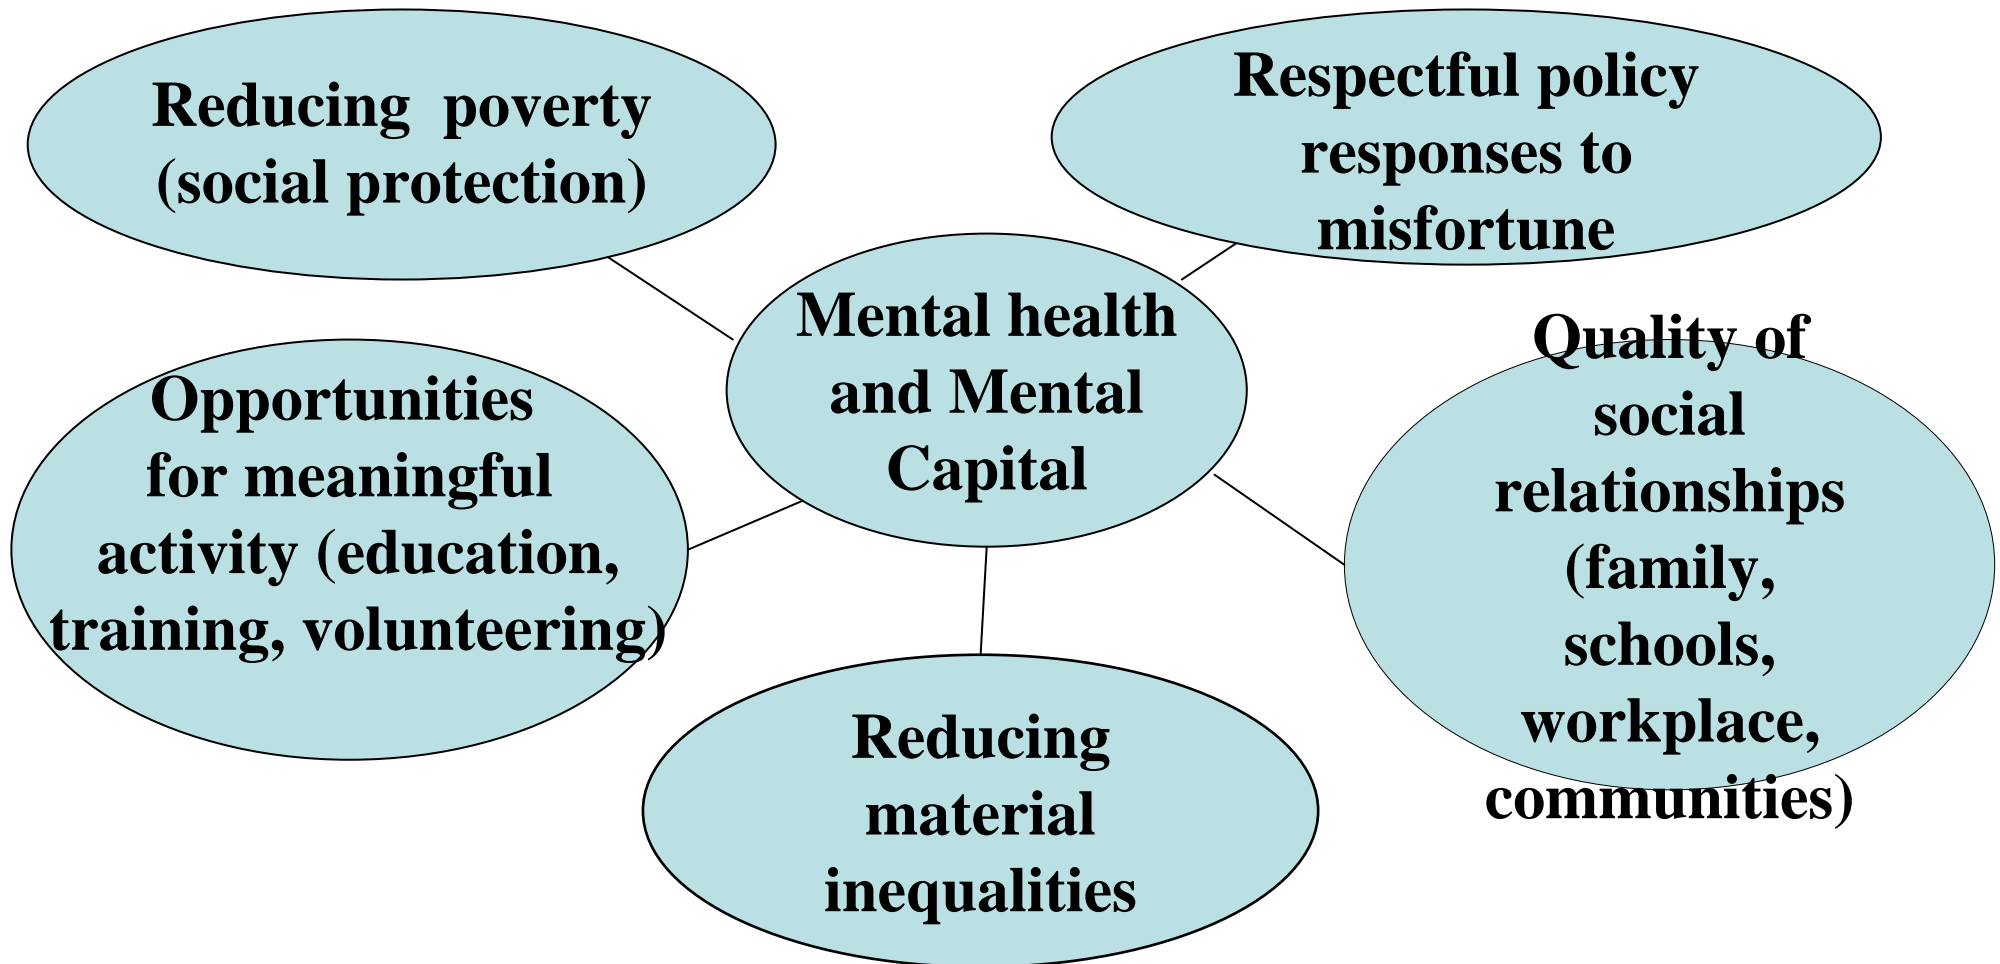 Reducing  poverty
(social protection)
Respectful policy
responses to
misfortune
Mental health
and Mental
Capital
Opportunities
for meaningful
activity (education,
training, volunteering)
Quality of
social
relationships
(family,
schools,
workplace,
communities)
Reducing
material
inequalities